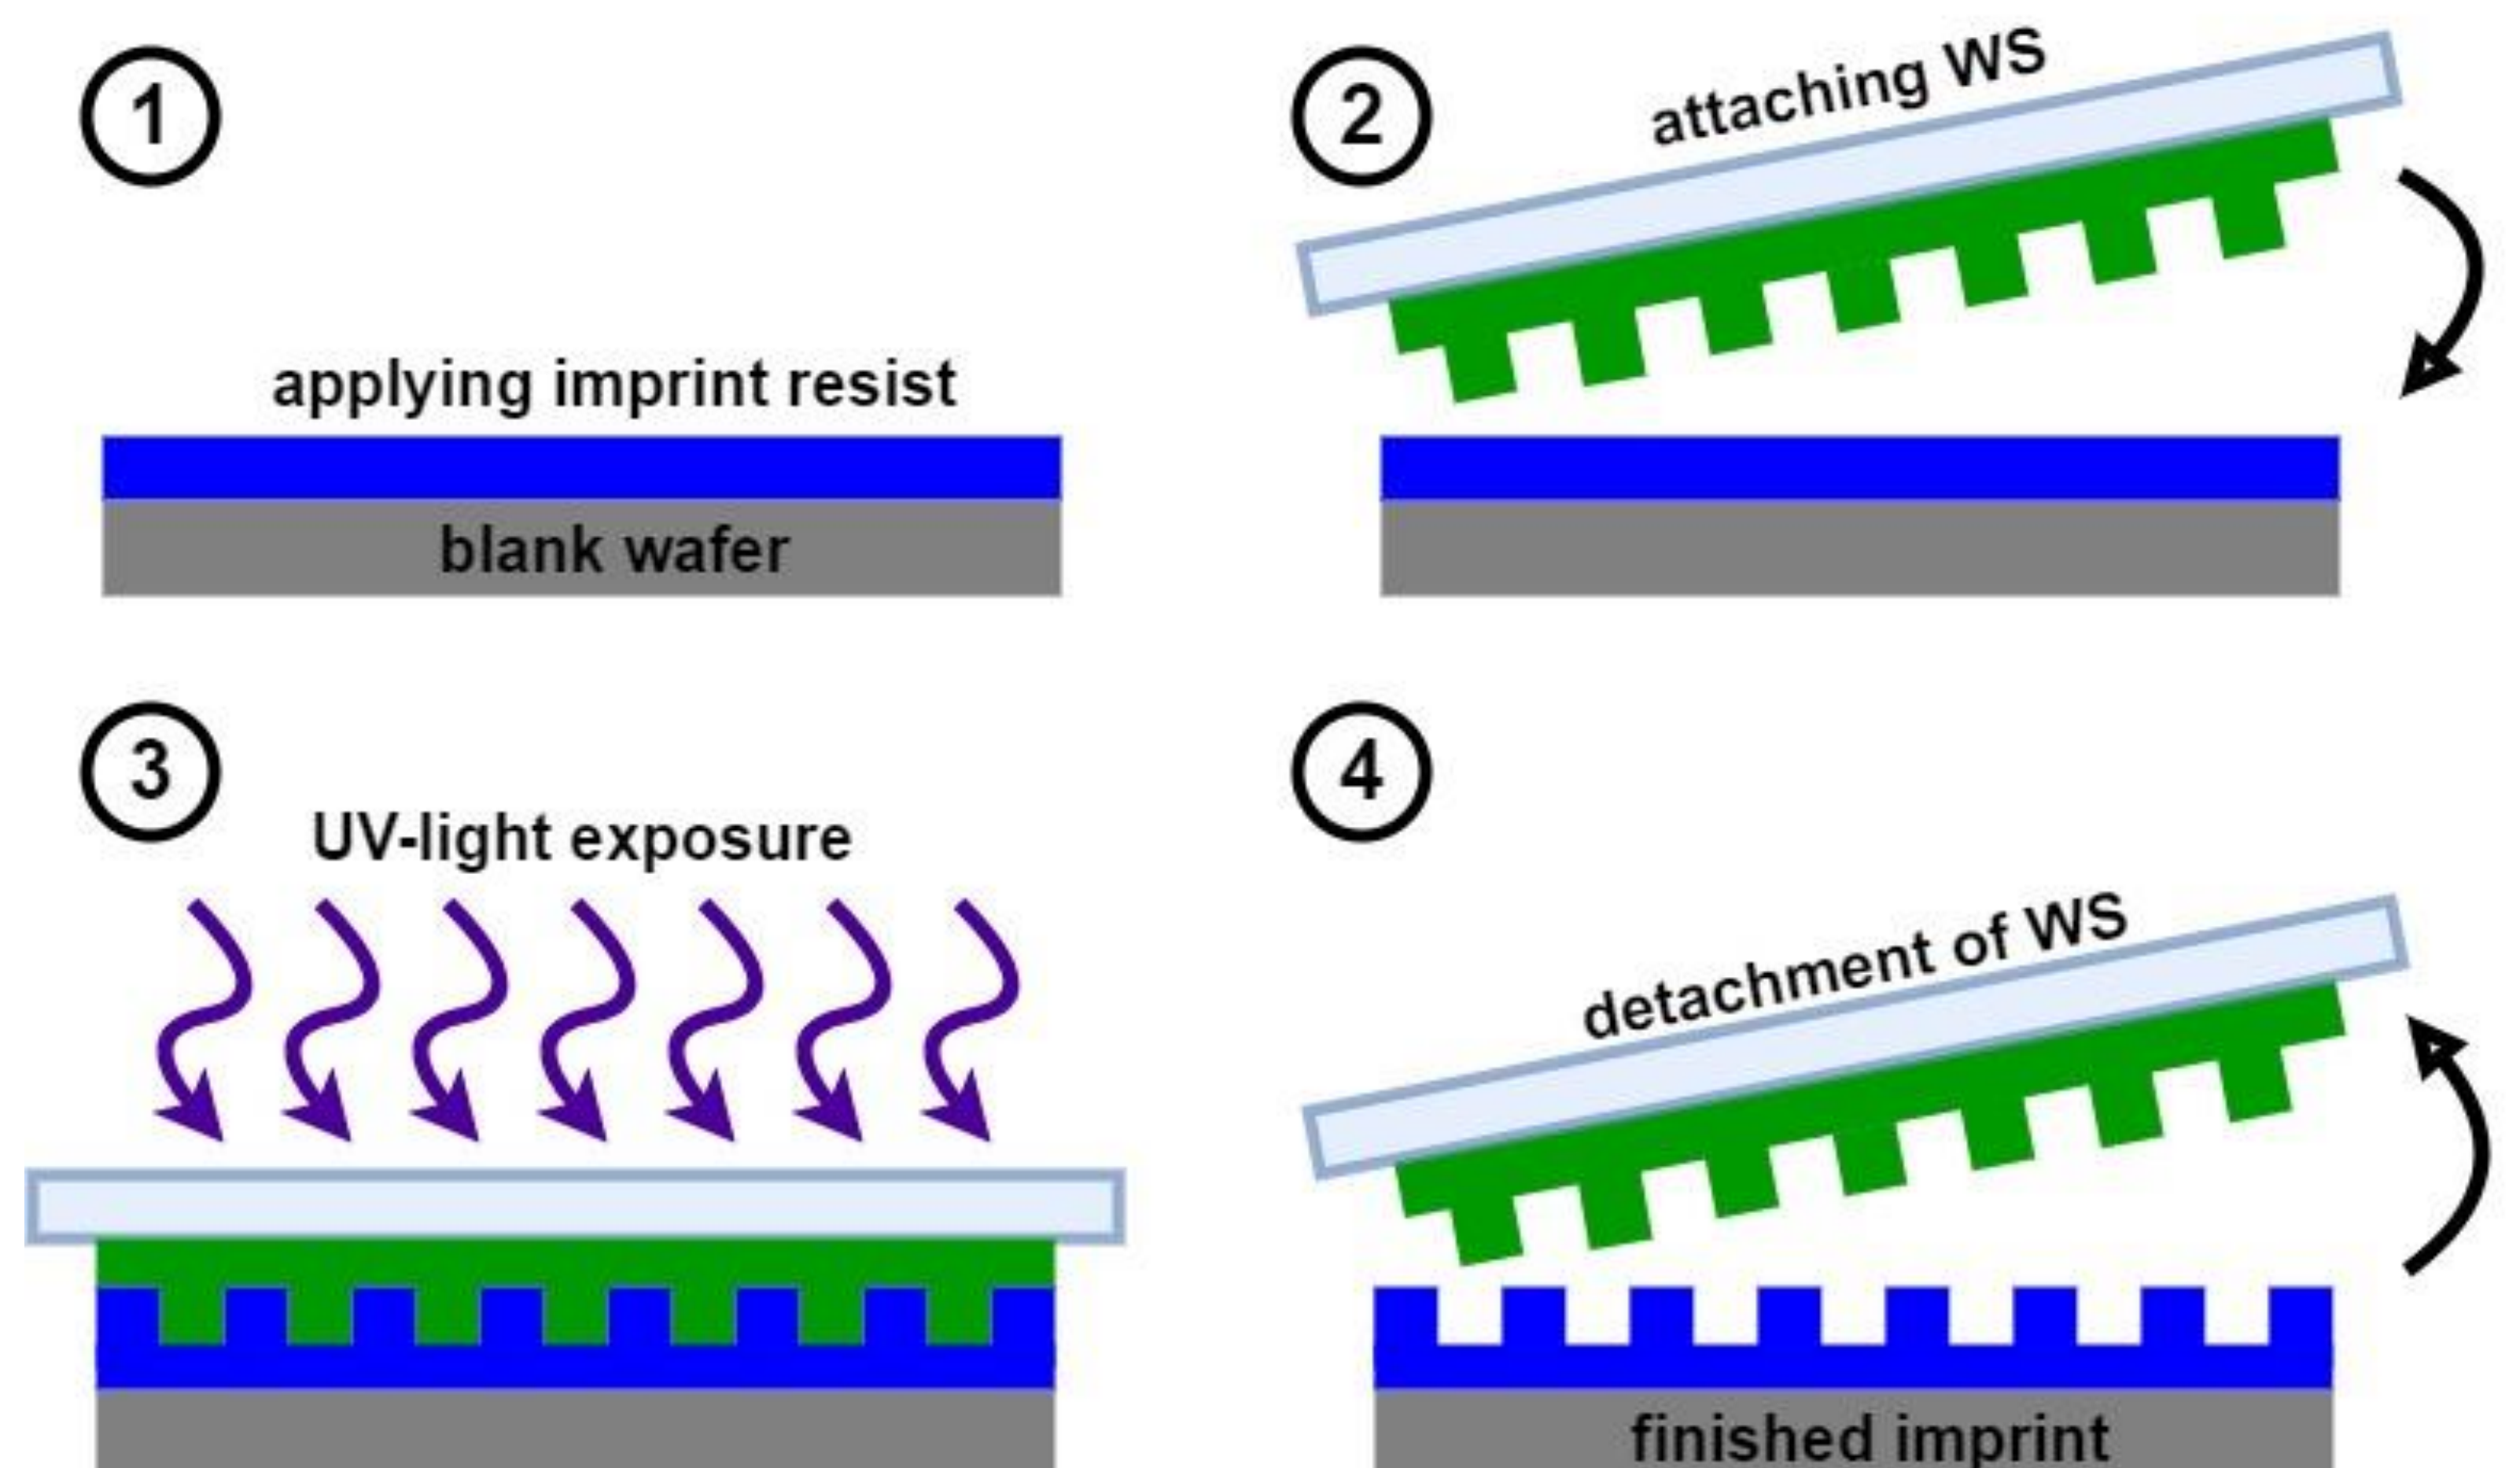 1
applying imprint resist
blank wafer
2
attaching WS
3
UV-light exposure
4
detachment of WS
finished imprint